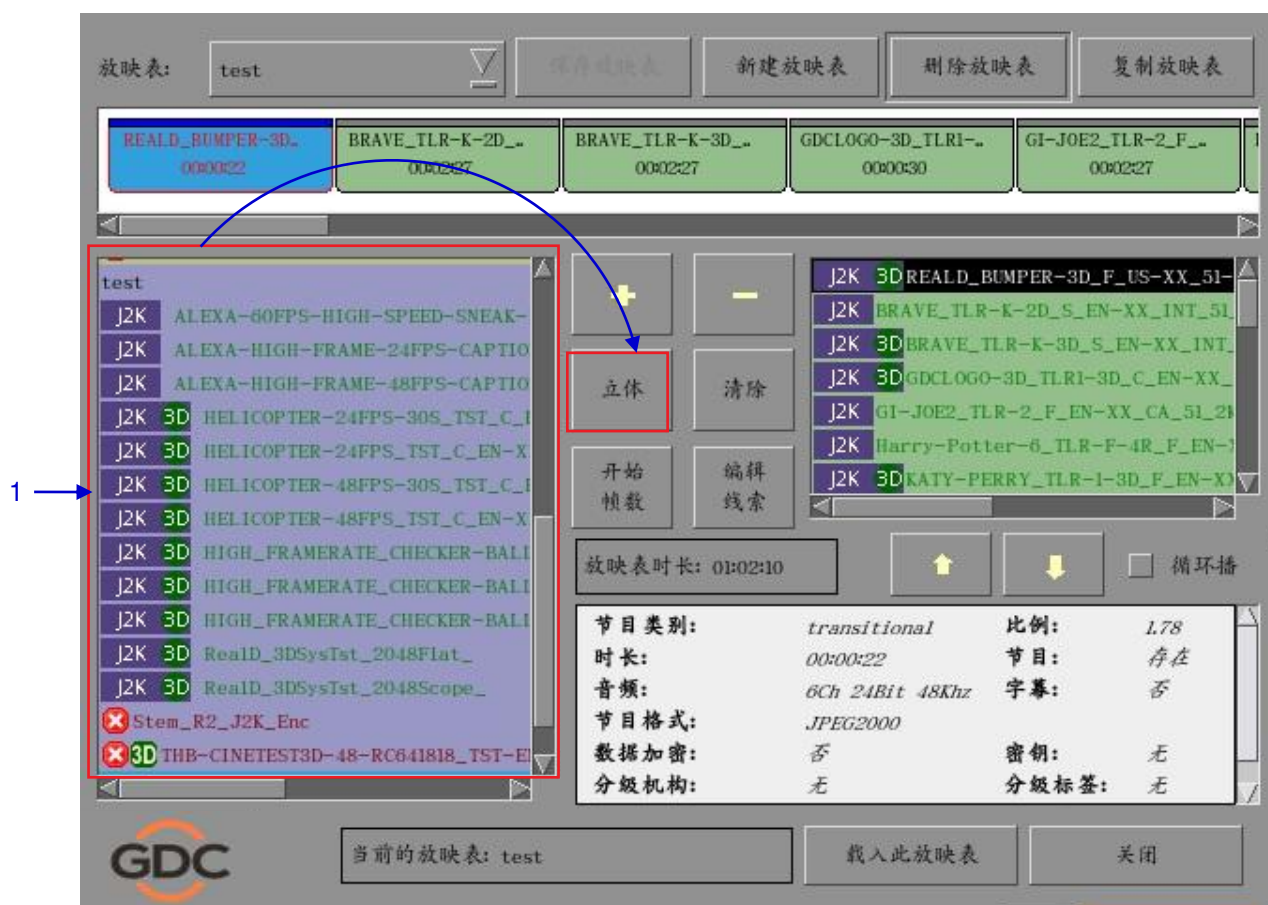 放映表: test 保存放映表 新建放映表 删除放映表 复制放映表
REALD_BUMPER-3D_… BRAVE_TLR-K-2D_… BRAVE_TLR-K-3D_… GDCLOGO-3D_TLR1-… GI-JOE2_TLR-2_F_…
00:00:22 00:02:27 00:02:27 00:00:30 00:02:27
test
J2K ALEXA-60FPS-HIGH-SPEED-SNEAK-
J2K ALEXA-HIGH-FRAME-24FPS-CAPTIO
J2K ALEXA-HIGH-FRAME-48FPS-CAPTIO
J2K 3D HELICOPTER-24FPS-30S_TST_C_E
J2K 3D HELICOPTER-24FPS_TST_C_EN-X
J2K 3D HELICOPTER-48FPS-30S_TST_C_E
J2K 3D HELICOPTER-48FPS_TST_C_EN-X
J2K 3D HIGH_FRAMERATE_CHECKER-BALL
J2K 3D HIGH_FRAMERATE_CHECKER-BALL
J2K 3D HIGH_FRAMERATE_CHECKER-BALL
J2K 3D RealD_3DSysTst_2048Flat_
J2K 3D RealD_3DSysTst_2048Scope_
Stem_R2_J2K_Enc
3D THB-CINETEST3D-48-RC641818_TST-EN
1
+ −
立体 清除
开始帧数 编辑线索
J2K 3D REALD_BUMPER-3D_F_US-XX_51-
J2K BRAVE_TLR-K-2D_S_EN-XX_INT_51_
J2K 3D BRAVE_TLR-K-3D_S_EN-XX_INT_
J2K 3D GDCLOGO-3D_TLR1-3D_C_EN-XX_
J2K GI-JOE2_TLR-2_F_EN-XX_CA_51_2K
J2K Harry-Potter-6_TLR-F-4R_F_EN-X
J2K 3D KATY-PERRY_TLR-1-3D_F_EN-XX
放映表时长: 01:02:10 循环播
节目类别: transitional 比例: 1.78
时长: 00:00:22 节目: 存在
音频: 6Ch 24Bit 48Khz 字幕: 否
节目格式: JPEG2000
数据加密: 否 密钥: 无
分级机构: 无 分级标签: 无
GDC 当前的放映表: test 载入此放映表 关闭